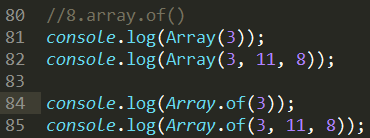 80 //8.array.of()
81 console.log(Array(3));
82 console.log(Array(3, 11, 8));
83
84 console.log(Array.of(3));
85 console.log(Array.of(3, 11, 8));